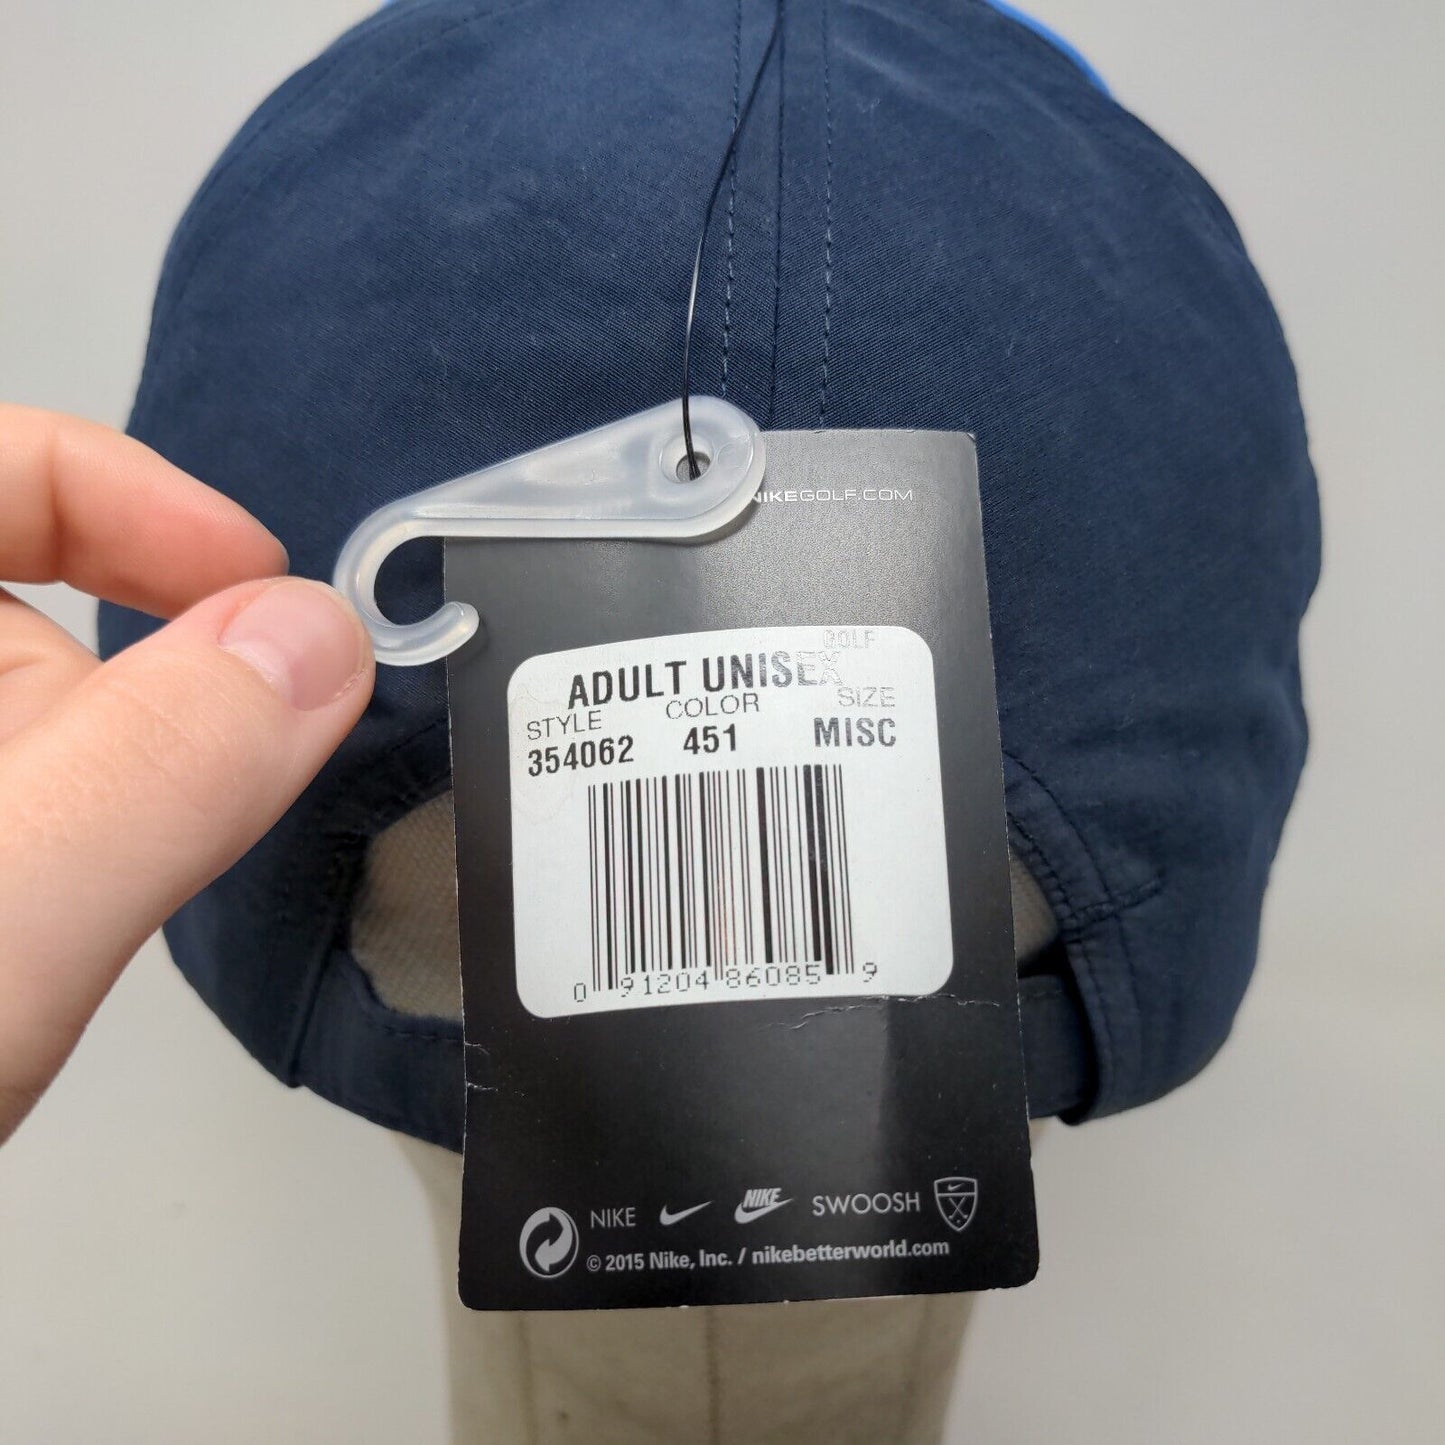 NIKEGOLF.COM
GOLF
ADULT UNISEX
STYLE COLOR SIZE
354062 451 MISC
0 91204 86085 9
NIKE NIKE SWOOSH
© 2015 Nike, Inc. / nikebetterworld.com